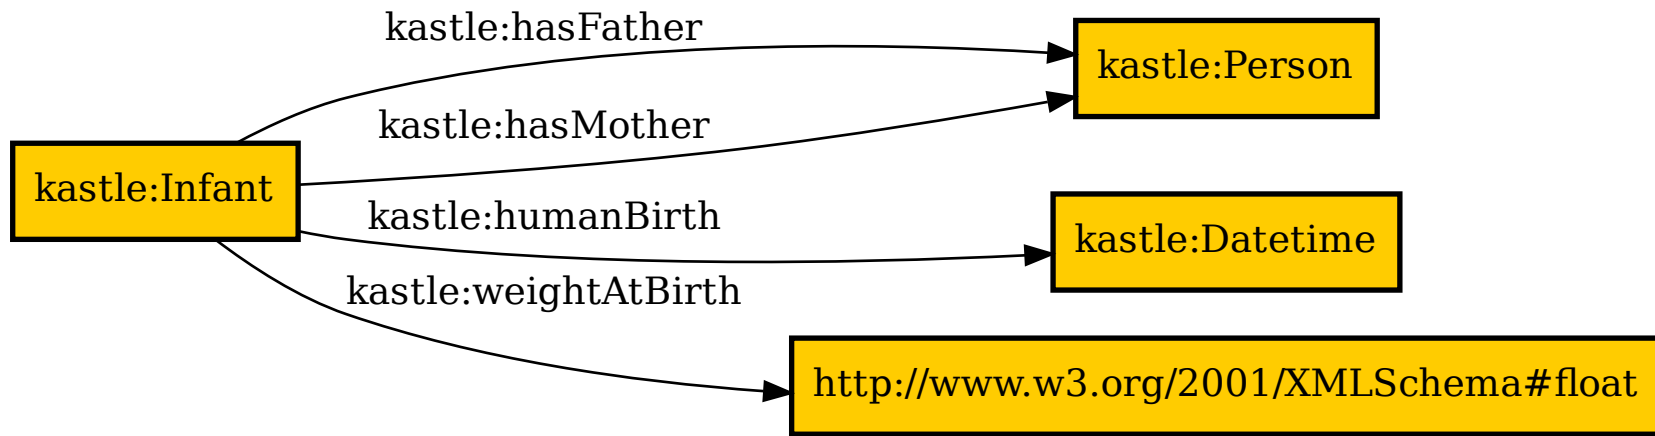 kastle:hasFather
kastle:Person
kastle:hasMother
kastle:Infant
kastle:humanBirth
kastle:Datetime
kastle:weightAtBirth
http://www.w3.org/2001/XMLSchema#float